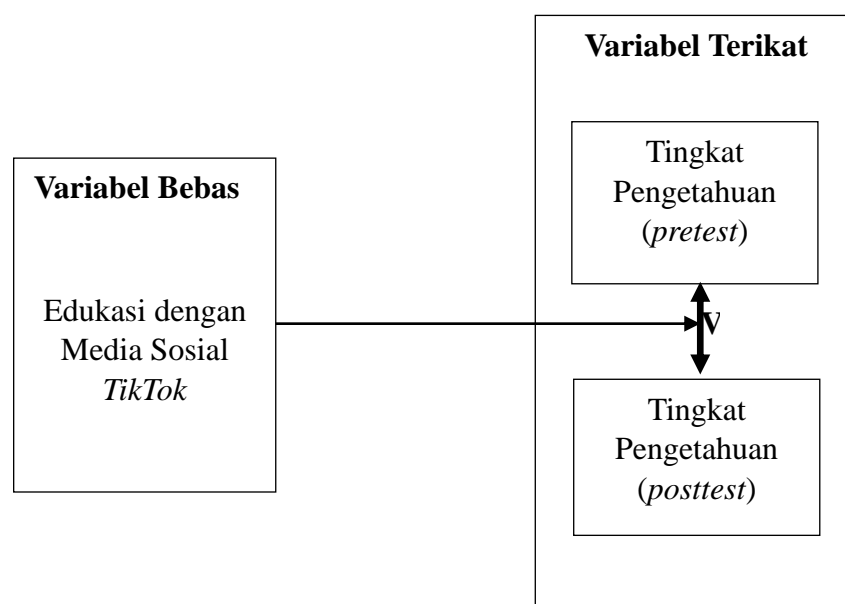 Variabel Bebas
Edukasi dengan
Media Sosial
TikTok
Variabel Terikat
Tingkat
Pengetahuan
(pretest)
V
Tingkat
Pengetahuan
(posttest)